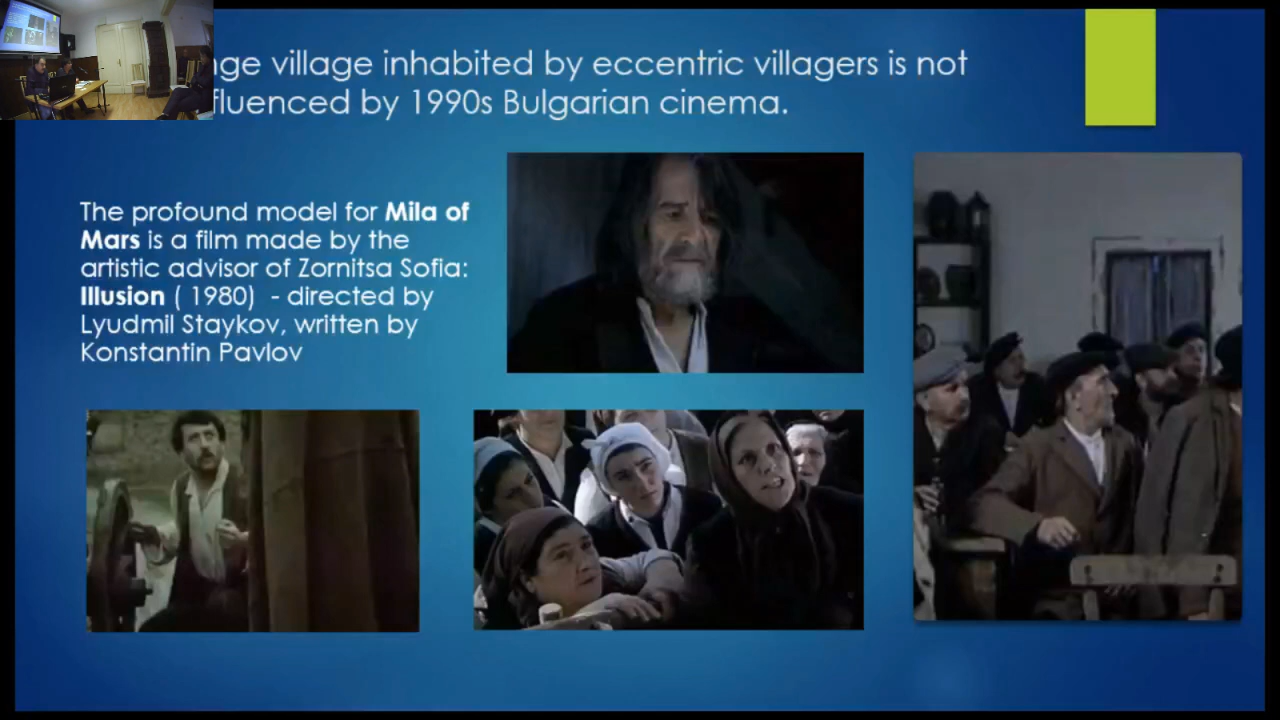 village inhabited by eccentric villagers is not
by 1990s Bulgarian cinema.
The profound model for Mila of
Mars is a film made by the
artistic advisor of Zornitsa Sofia:
Illusion ( 1980)  - directed by
Lyudmil Staykov, written by
Konstantin Pavlov